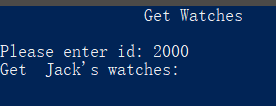 Get Watches
Please enter id: 2000
Get  Jack's watches: